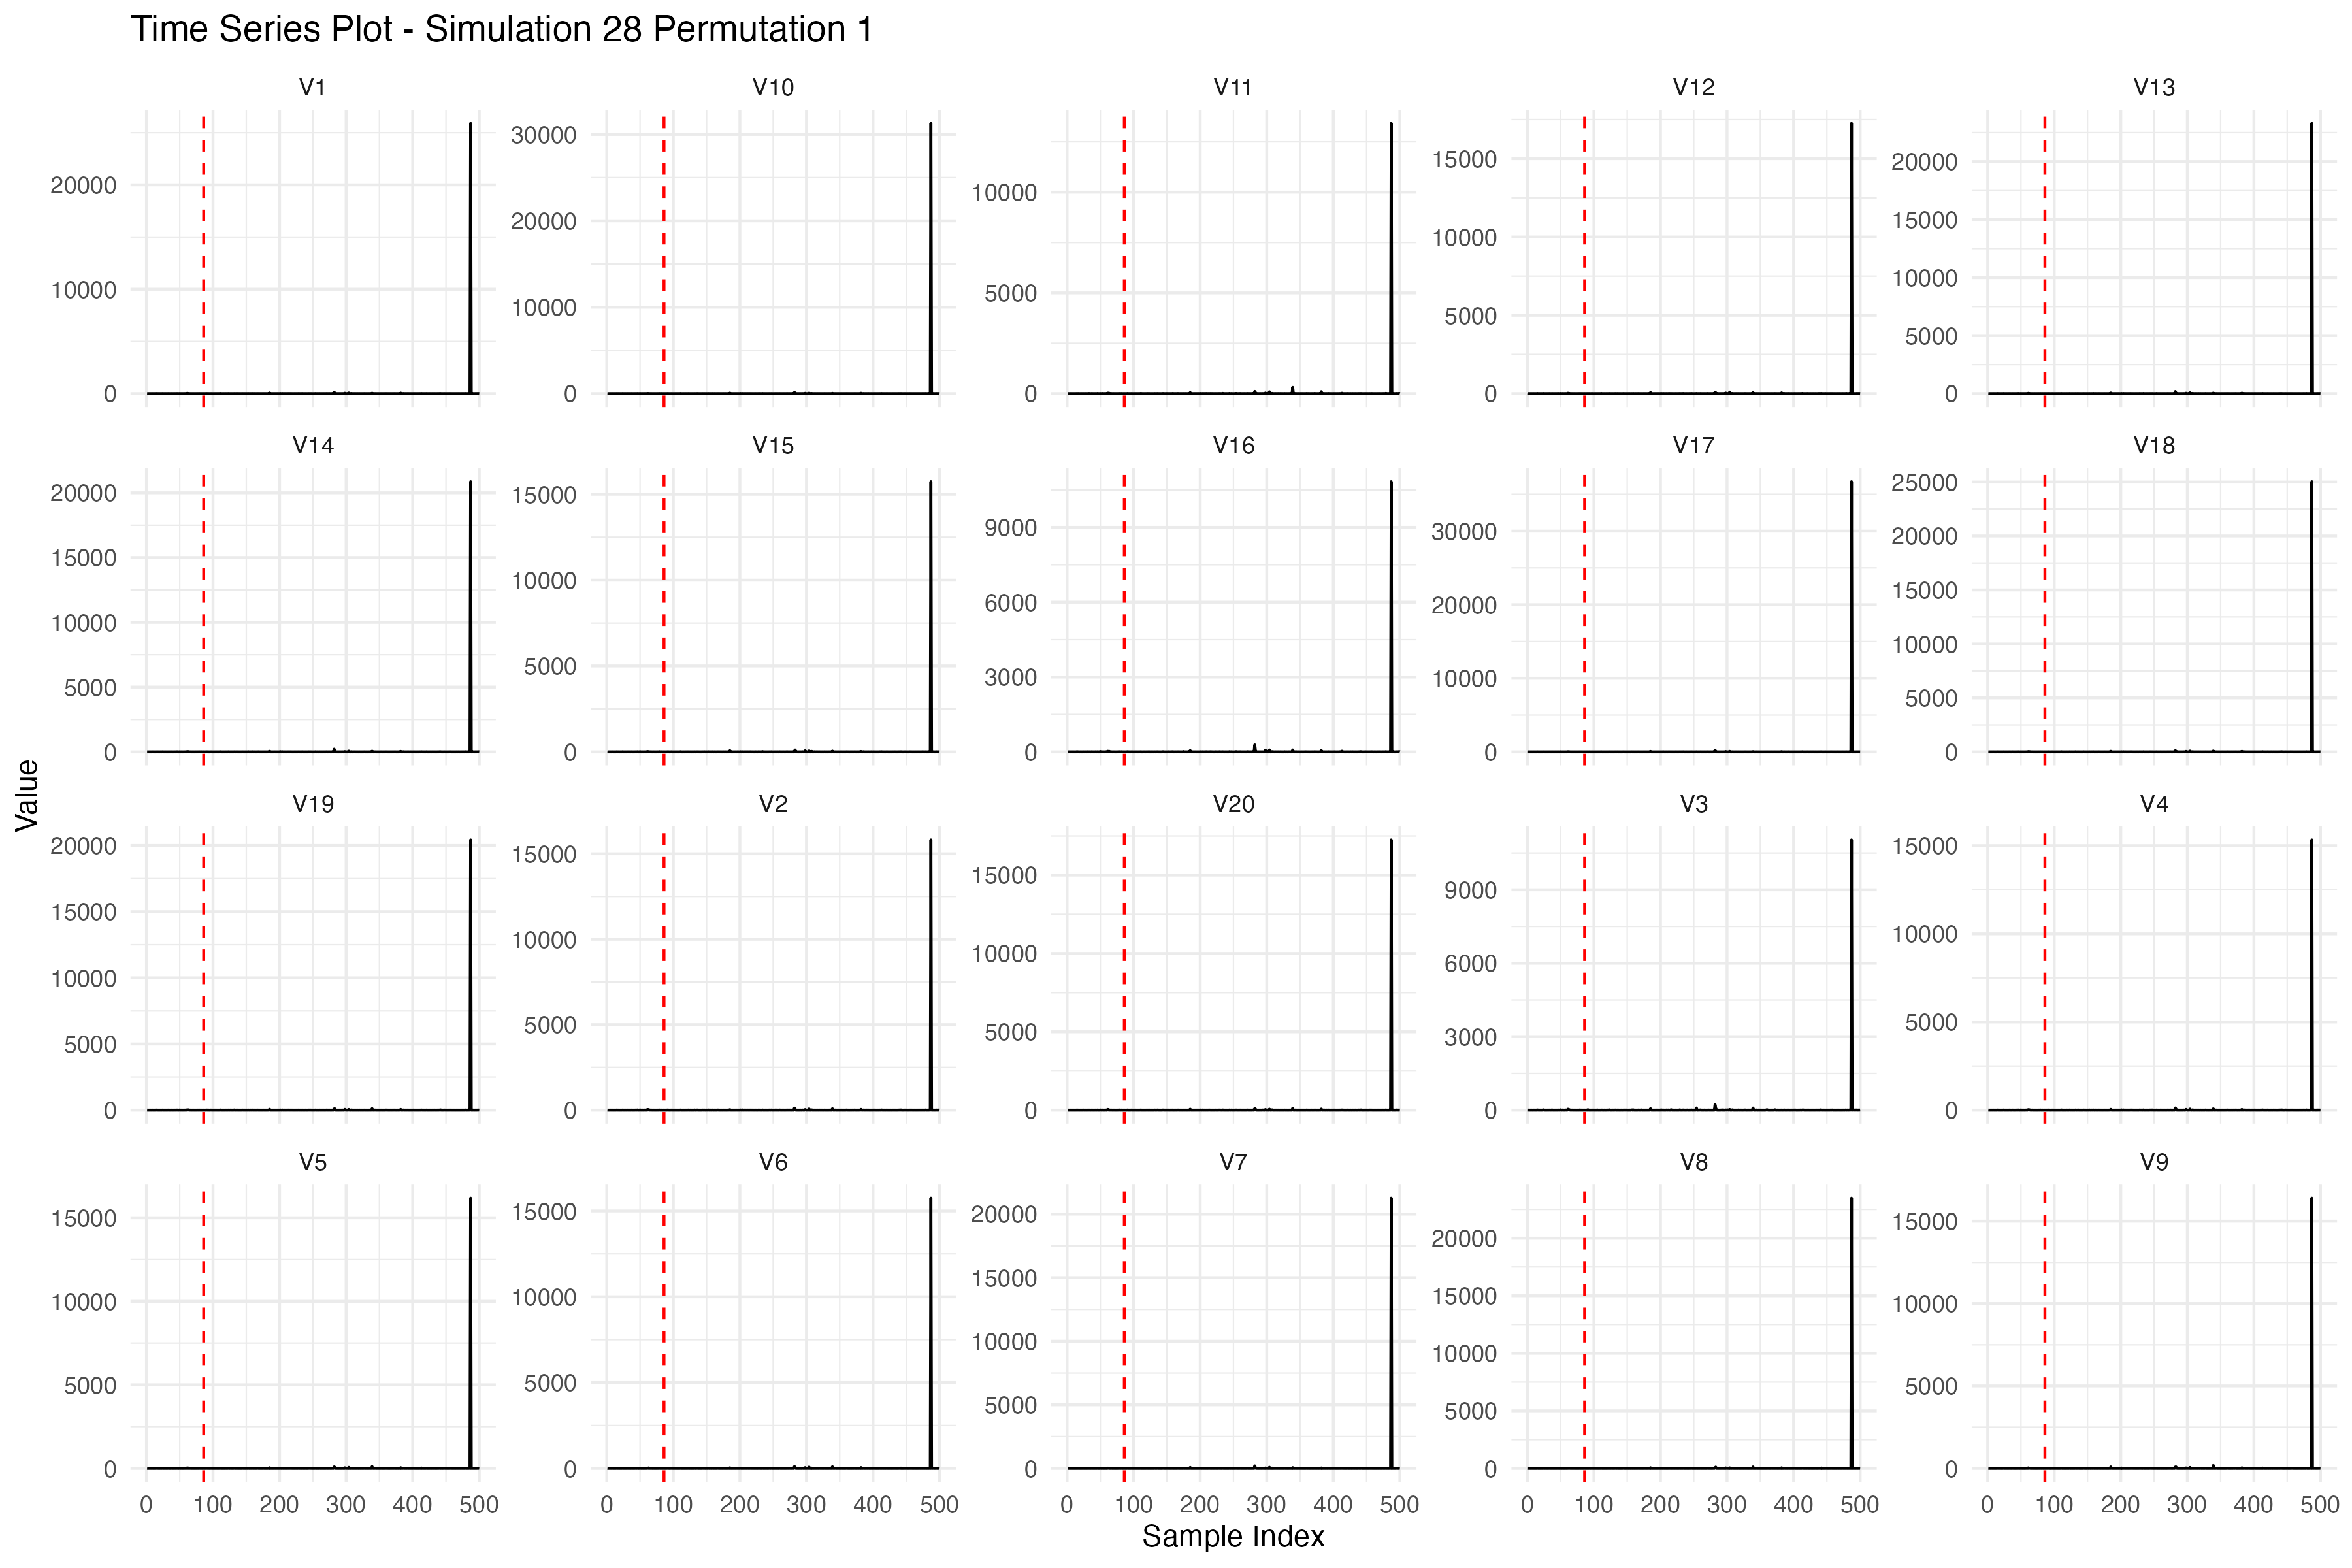 Time Series Plot - Simulation 28 Permutation 1
V1 V10 V11 V12 V13
20000 10000 0
30000 20000 10000 0
10000 5000 0
15000 10000 5000 0
20000 15000 10000 5000 0
V14 V15 V16 V17 V18
20000 15000 10000 5000 0
15000 10000 5000 0
9000 6000 3000 0
30000 20000 10000 0
25000 20000 15000 10000 5000 0
Value
V19 V2 V20 V3 V4
20000 15000 10000 5000 0
15000 10000 5000 0
15000 10000 5000 0
9000 6000 3000 0
15000 10000 5000 0
V5 V6 V7 V8 V9
15000 10000 5000 0
15000 10000 5000 0
20000 15000 10000 5000 0
20000 15000 10000 5000 0
15000 10000 5000 0
0 100 200 300 400 500
0 100 200 300 400 500
0 100 200 300 400 500
0 100 200 300 400 500
0 100 200 300 400 500
Sample Index